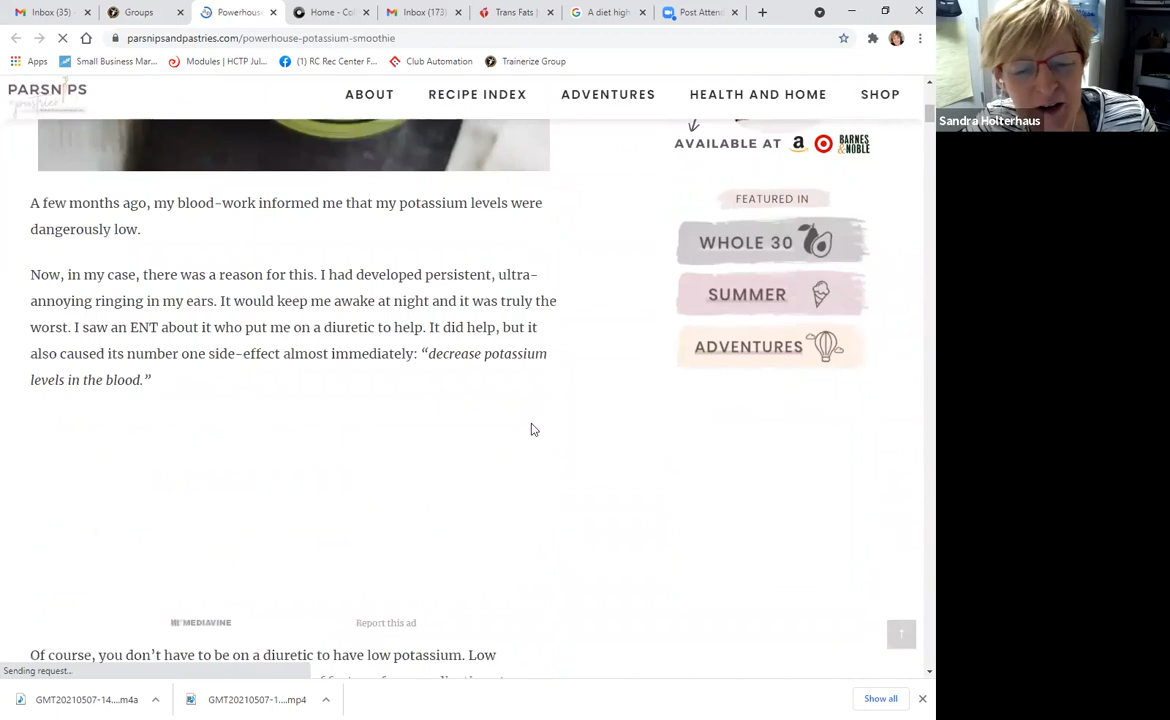 Inbox (35) -
Groups
Powerhouse
Home - Col
Inbox (173)
Trans Fats |
A diet high
Post Attend
parsnipsandpastries.com/powerhouse-potassium-smoothie
Apps
Small Business Mar...
Modules | HCTP Jul...
(1) RC Rec Center F...
Club Automation
Trainerize Group
PARSNIPS
pastries
ABOUT
RECIPE INDEX
ADVENTURES
HEALTH AND HOME
SHOP
Sandra Holterhaus
AVAILABLE AT
BARNES
&NOBLE
A few months ago, my blood-work informed me that my potassium levels were
dangerously low.
Now, in my case, there was a reason for this. I had developed persistent, ultra-
annoying ringing in my ears. It would keep me awake at night and it was truly the
worst. I saw an ENT about it who put me on a diuretic to help. It did help, but it
also caused its number one side-effect almost immediately: “decrease potassium
levels in the blood.”
FEATURED IN
WHOLE 30
SUMMER
ADVENTURES
MEDIAVINE
Report this ad
Of course, you don’t have to be on a diuretic to have low potassium. Low
Sending request...
GMT20210507-14....m4a
GMT20210507-1....mp4
Show all